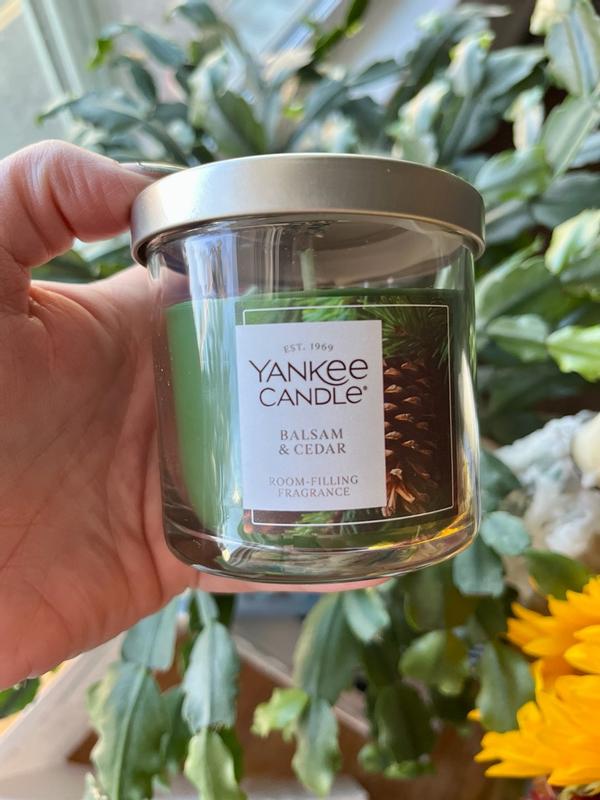 EST. 1969
YANKee
CANDLe®
BALSAM
& CEDAR
ROOM-FILLING
FRAGRANCE